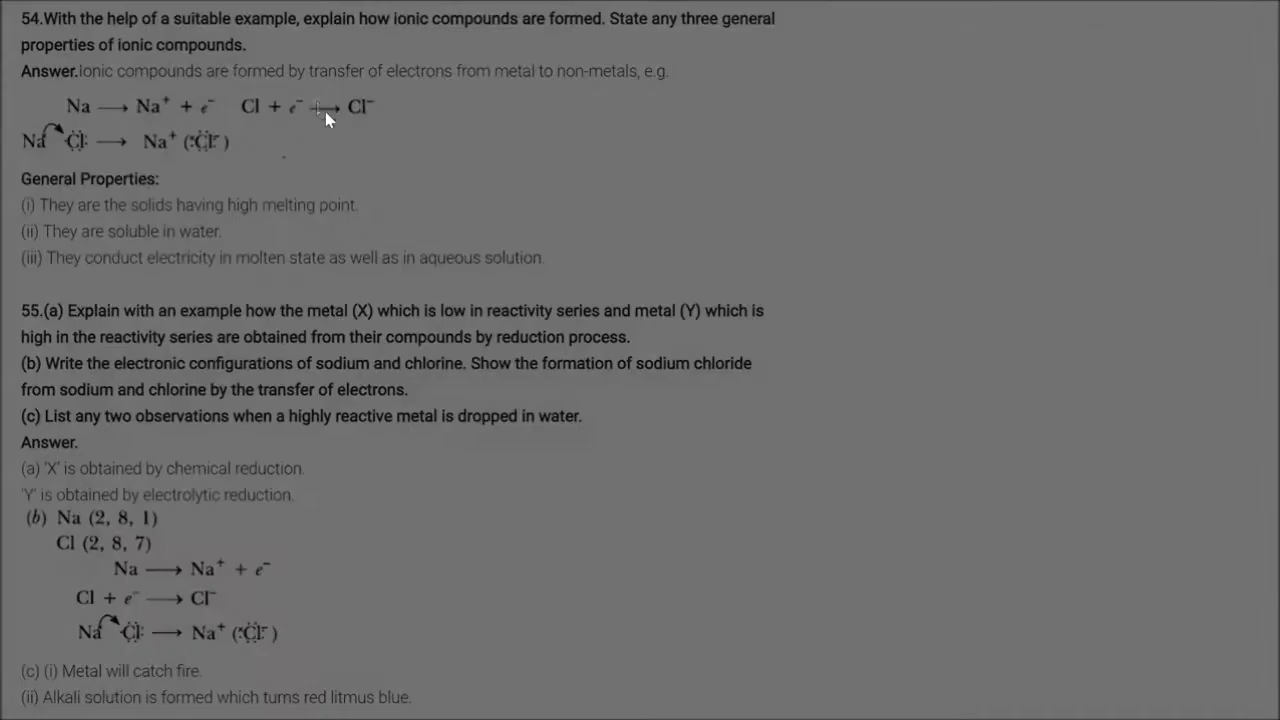 54.With the help of a suitable example, explain how ionic compounds are formed. State any three general
properties of ionic compounds.
Answer.Ionic compounds are formed by transfer of electrons from metal to non-metals, e.g.
Na ⟶ Na⁺ + e⁻ Cl + e⁻ ⟶ Cl⁻
Na Cl ⟶ Na⁺ (Cl⁻)
General Properties:
(i) They are the solids having high melting point.
(ii) They are soluble in water.
(iii) They conduct electricity in molten state as well as in aqueous solution.
55.(a) Explain with an example how the metal (X) which is low in reactivity series and metal (Y) which is
high in the reactivity series are obtained from their compounds by reduction process.
(b) Write the electronic configurations of sodium and chlorine. Show the formation of sodium chloride
from sodium and chlorine by the transfer of electrons.
(c) List any two observations when a highly reactive metal is dropped in water.
Answer.
(a) 'X' is obtained by chemical reduction.
'Y' is obtained by electrolytic reduction.
(b) Na (2, 8, 1)
Cl (2, 8, 7)
Na ⟶ Na⁺ + e⁻
Cl + e⁻ ⟶ Cl⁻
Na Cl ⟶ Na⁺ (Cl⁻)
(c) (i) Metal will catch fire.
(ii) Alkali solution is formed which turns red litmus blue.